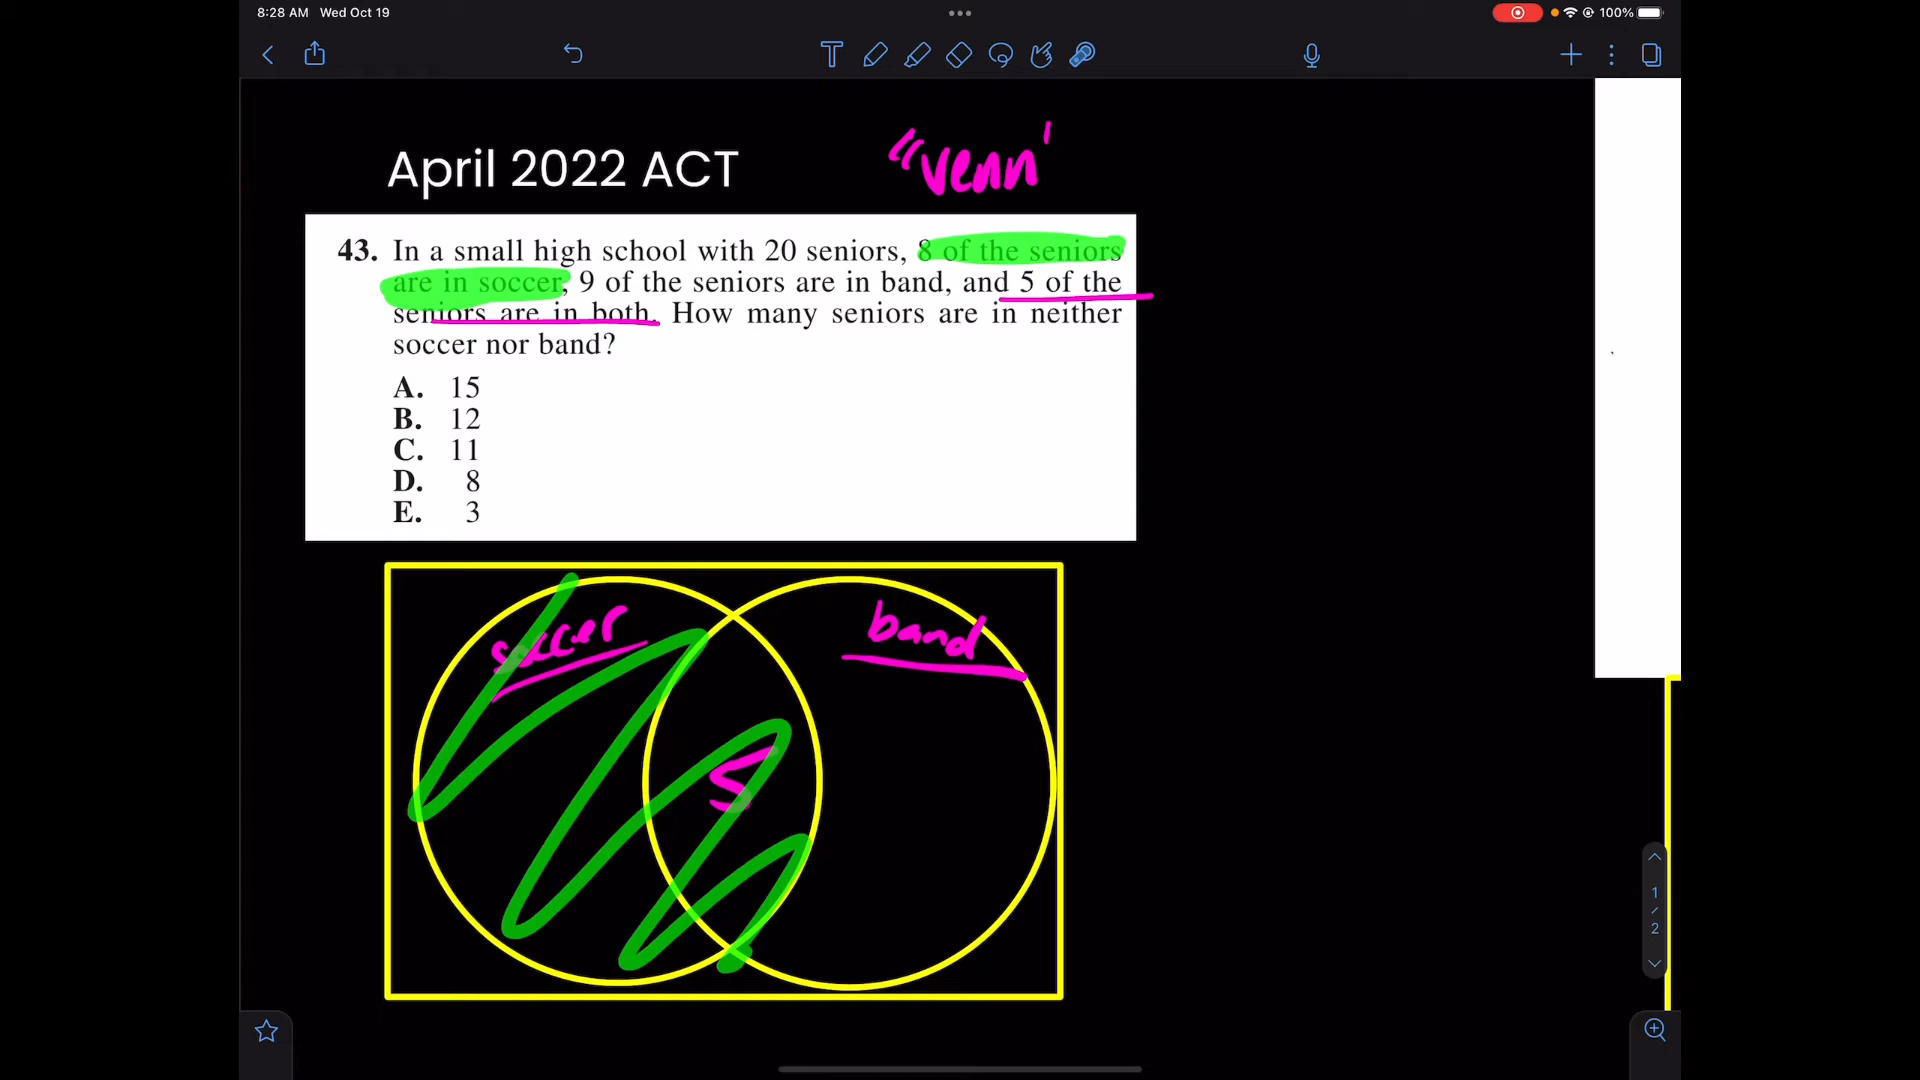 8:28 AM Wed Oct 19
100%
April 2022 ACT
"venn'
43. In a small high school with 20 seniors, 8 of the seniors
are in soccer, 9 of the seniors are in band, and 5 of the
seniors are in both. How many seniors are in neither
soccer nor band?
A. 15
B. 12
C. 11
D. 8
E. 3
soccer
band
5
1
/
2